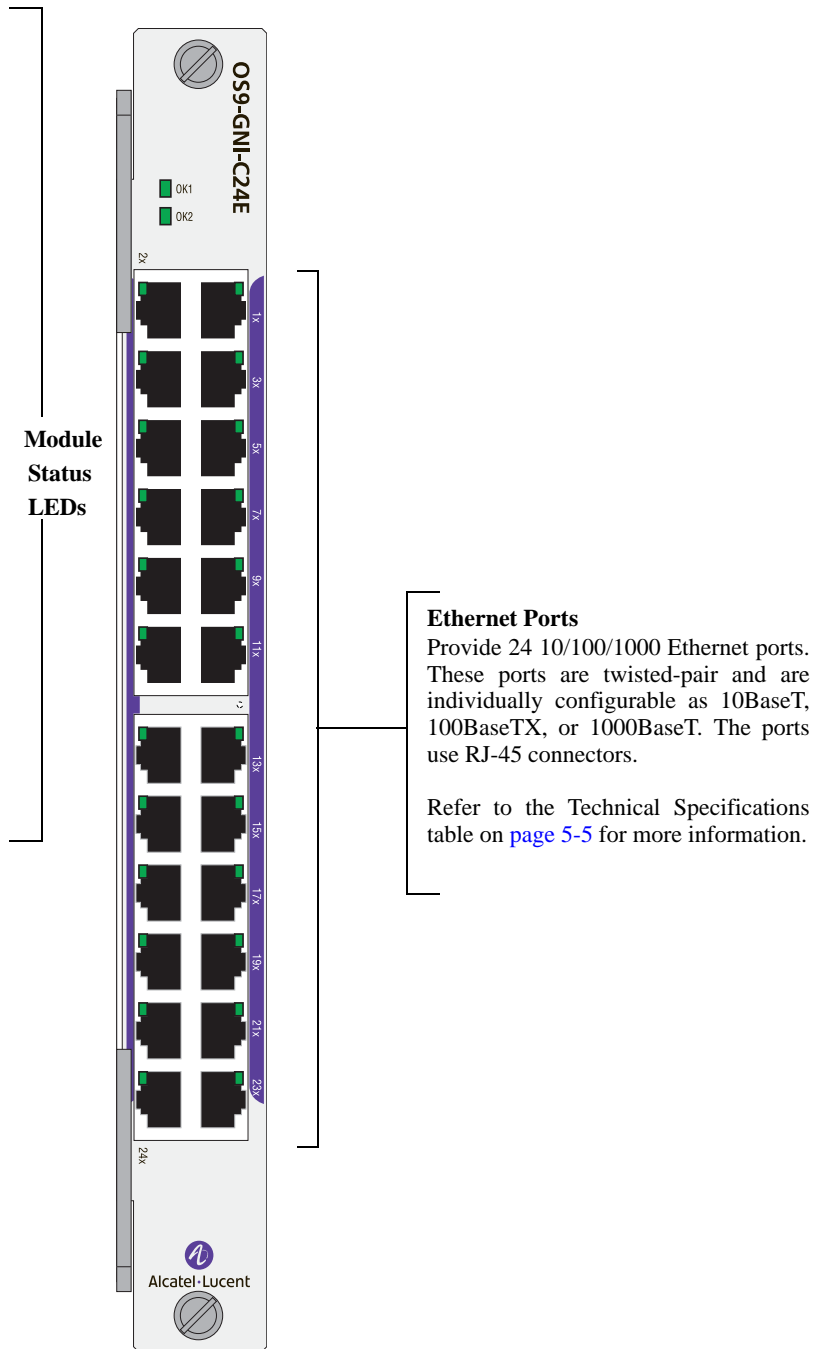 OS9-GNI-C24E
OK1
OK2
2x
1x
3x
5x
7x
9x
11x
13x
15x
17x
19x
21x
23x
24x
Alcatel·Lucent
Module
Status
LEDs
Ethernet Ports
Provide 24 10/100/1000 Ethernet ports.
These ports are twisted-pair and are
individually configurable as 10BaseT,
100BaseTX, or 1000BaseT. The ports
use RJ-45 connectors.
Refer to the Technical Specifications
table on page 5-5 for more information.